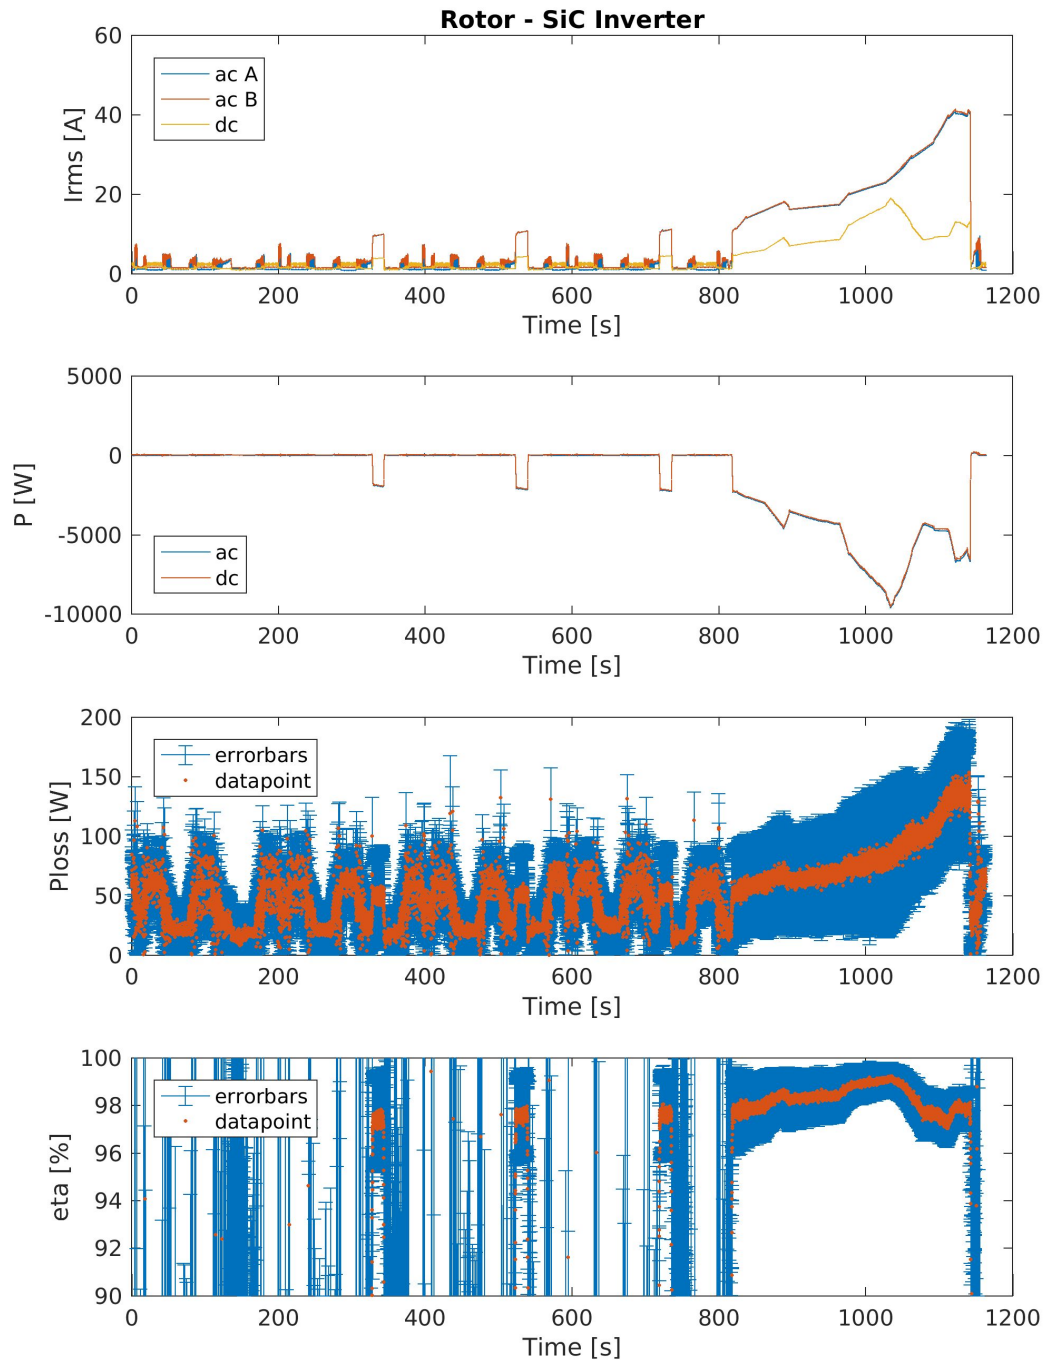 Rotor - SiC Inverter
60
40
20
0
Irms [A]
ac A
ac B
dc
0 200 400 600 800 1000 1200
Time [s]
5000
0
-5000
-10000
P [W]
ac
dc
0 200 400 600 800 1000 1200
Time [s]
200
150
100
50
0
Ploss [W]
errorbars
datapoint
0 200 400 600 800 1000 1200
Time [s]
100
98
96
94
92
90
eta [%]
errorbars
datapoint
0 200 400 600 800 1000 1200
Time [s]